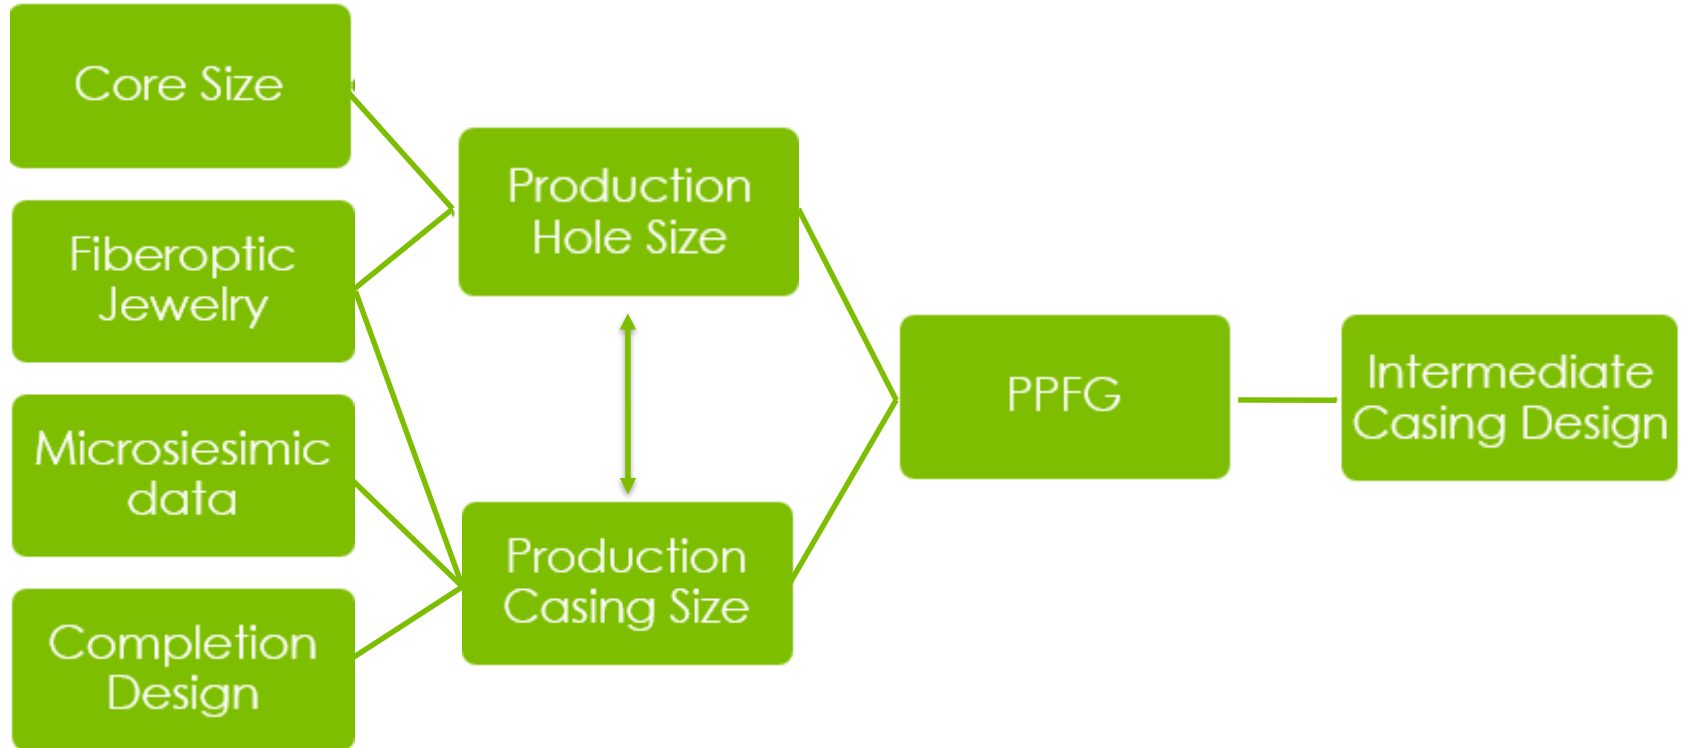 Core Size
Fiberoptic
Jewelry
Microsiesimic
data
Completion
Design
Production
Hole Size
Production
Casing Size
PPFG
Intermediate
Casing Design